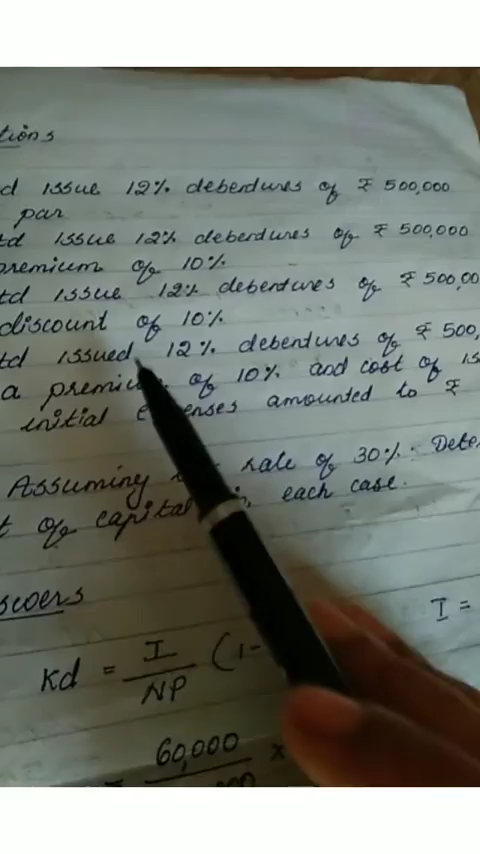 tions
d issue 12% debentures of ₹ 500,000
par
td issue 12% debentures of ₹ 500,000
premium of 10%
td issue 12% debentures of ₹ 500,00
discount of 10%
td issued 12% debentures of ₹ 500,
a premium of 10% and cost of is
initial expenses amounted to ₹
Assuming rate of 30%. Dete
t of capital in each case.
swers
I =
Kd = I/NP (1-
60,000 x